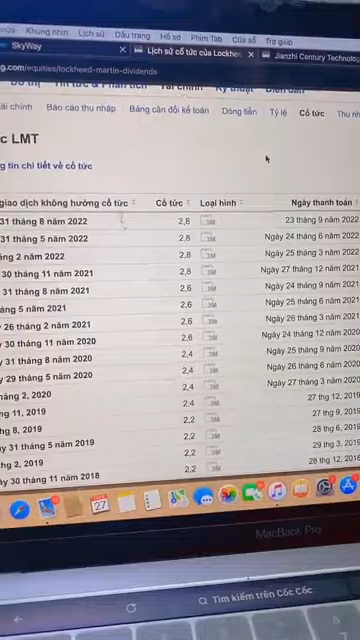 Khung nhìn Lịch sử Dấu trang Hồ sơ Phím Tab Cửa sổ Trợ giúp
SkyWay × Lịch sử cổ tức của Lockhee × Jianzhi Century Technology
.com/equities/lockheed-martin-dividends
ài chính Báo cáo thu nhập Bảng cân đối kế toán Dòng tiền Tỷ lệ Cổ tức Thu nh
c LMT
g tin chi tiết về cổ tức
giao dịch không hưởng cổ tức Cổ tức Loại hình Ngày thanh toán
31 tháng 8 năm 2022 2,8 3M 23 tháng 9 năm 2022
31 tháng 5 năm 2022 2,8 3M Ngày 24 tháng 6 năm 2022
áng 2 năm 2022 2,8 3M Ngày 25 tháng 3 năm 2022
30 tháng 11 năm 2021 2,8 3M Ngày 27 tháng 12 năm 2021
31 tháng 8 năm 2021 2,6 3M Ngày 24 tháng 9 năm 2021
áng 5 năm 2021 2,6 3M Ngày 25 tháng 6 năm 2021
26 tháng 2 năm 2021 2,6 3M Ngày 26 tháng 3 năm 2021
y 30 tháng 11 năm 2020 2,6 3M Ngày 24 tháng 12 năm 2020
y 31 tháng 8 năm 2020 2,4 3M Ngày 25 tháng 9 năm 2020
y 29 tháng 5 năm 2020 2,4 3M Ngày 26 tháng 6 năm 2020
háng 2, 2020 2,4 3M Ngày 27 tháng 3 năm 2020
ng 11, 2019 2,4 3M 27 thg 12, 2019
ng 8, 2019 2,2 3M 27 thg 9, 2019
ày 31 tháng 5 năm 2019 2,2 3M 28 thg 6, 2019
hg 2, 2019 2,2 3M 29 thg 3, 2019
ày 30 tháng 11 năm 2018 2,2 3M 28 thg 12, 2018
27
MacBook Pro
Tìm kiếm trên Cốc Cốc